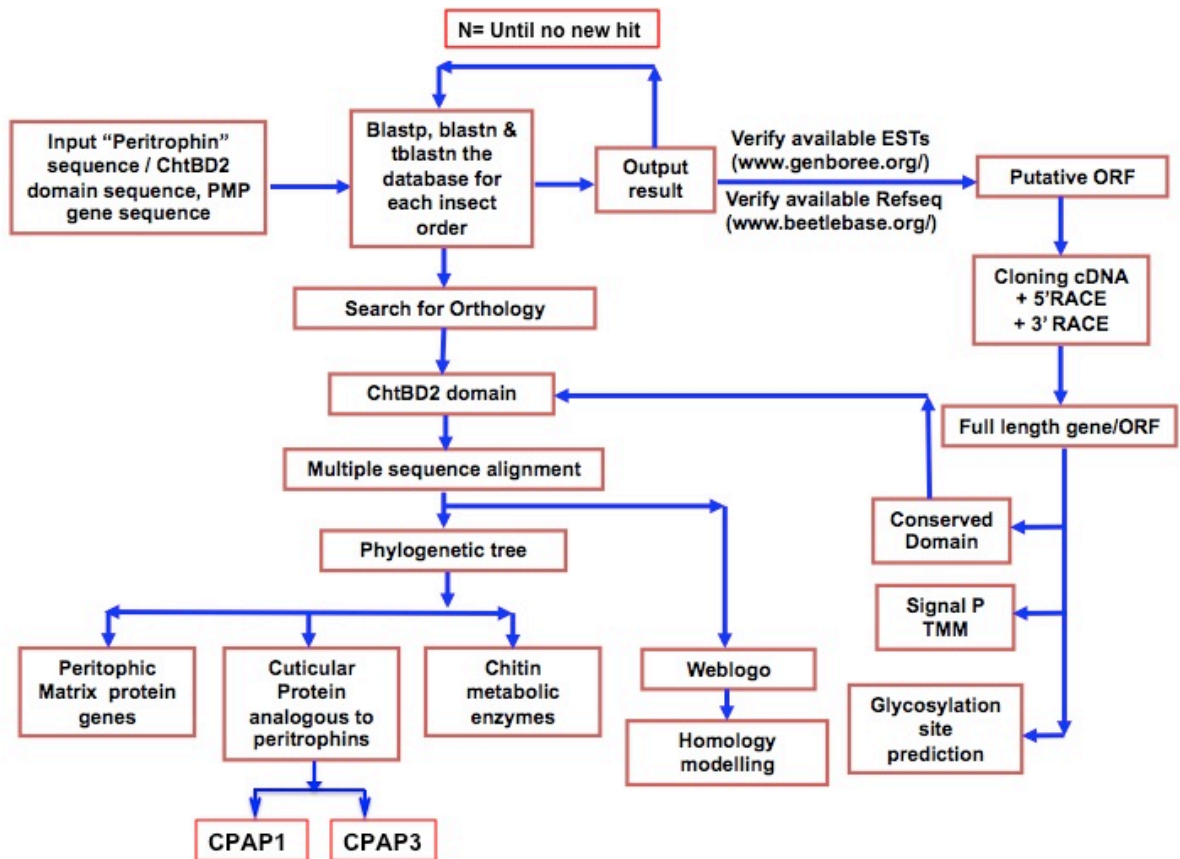 N= Until no new hit
Input “Peritrophin”
sequence / ChtBD2
domain sequence, PMP
gene sequence
Blastp, blastn &
tblastn the
database for
each insect
order
Output
result
Verify available ESTs
(www.genboree.org/)
Verify available Refseq
(www.beetlebase.org/)
Putative ORF
Cloning cDNA
+ 5’RACE
+ 3’ RACE
Search for Orthology
ChtBD2 domain
Full length gene/ORF
Multiple sequence alignment
Conserved
Domain
Phylogenetic tree
Signal P
TMM
Peritophic
Matrix protein
genes
Cuticular
Protein
analogous to
peritrophins
Chitin
metabolic
enzymes
Weblogo
Glycosylation
site
prediction
Homology
modelling
CPAP1
CPAP3